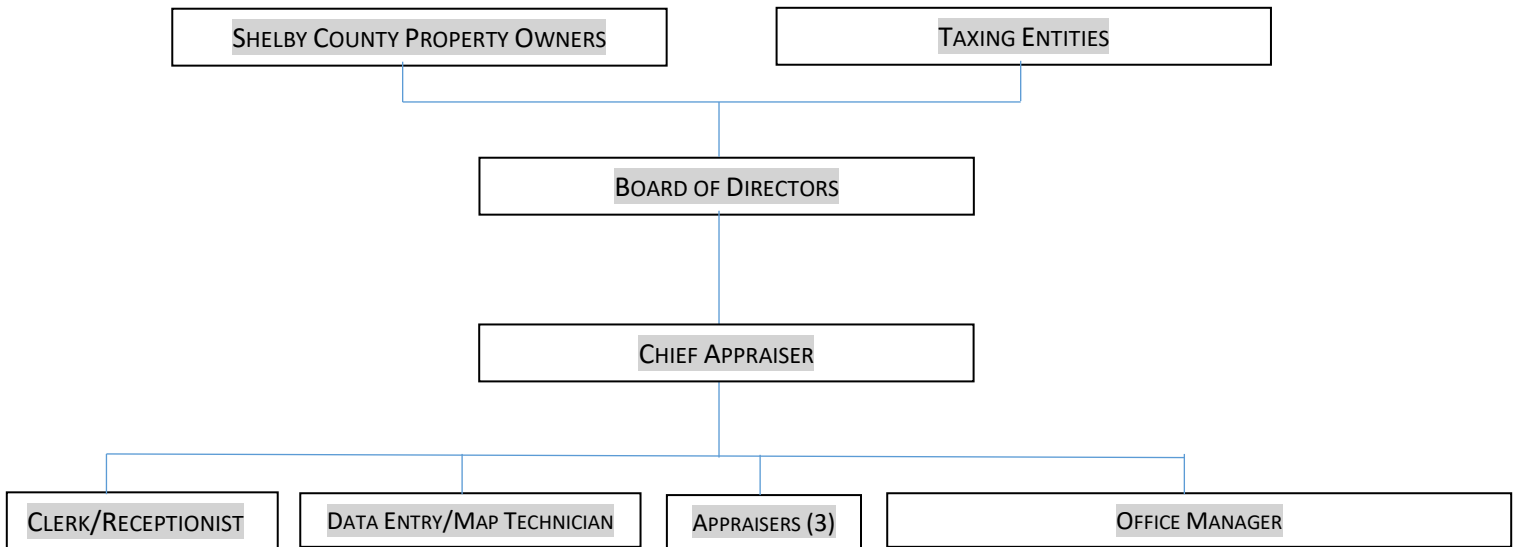 SHELBY COUNTY PROPERTY OWNERS
TAXING ENTITIES
BOARD OF DIRECTORS
CHIEF APPRAISER
CLERK/RECEPTIONIST
DATA ENTRY/MAP TECHNICIAN
APPRAISERS (3)
OFFICE MANAGER